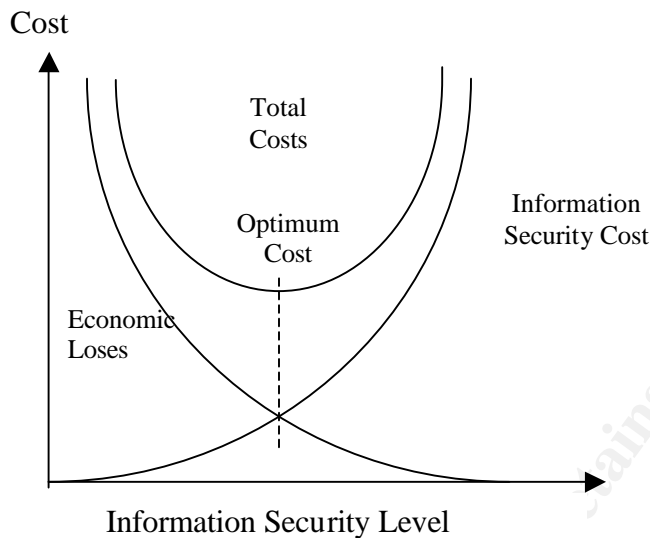 Cost
Total
Costs
Optimum
Cost
Information
Security Cost
Economic
Loses
Information Security Level